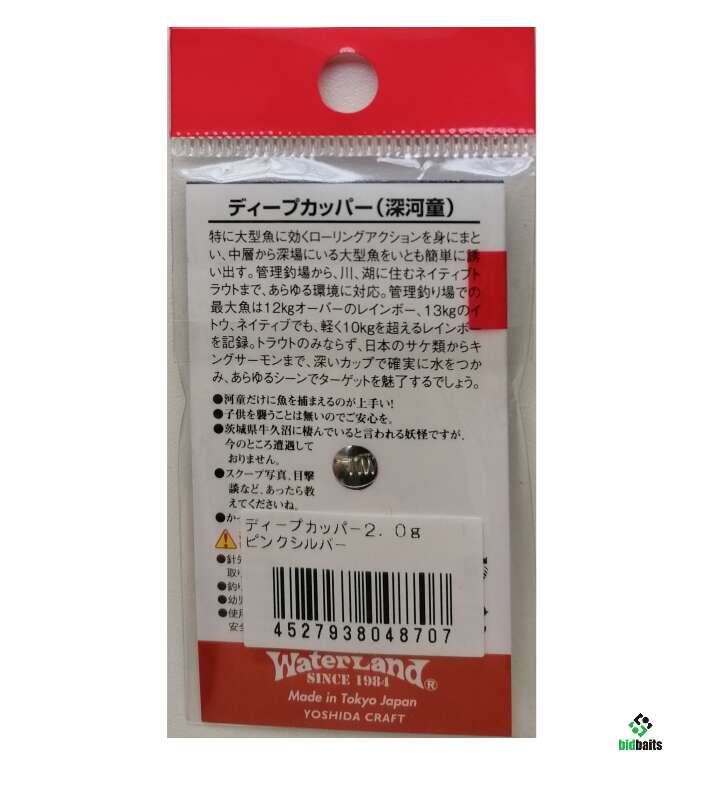 ディープカッパー（深河童）
特に大型魚に効くローリングアクションを身にまと
い、中層から深場にいる大型魚をいとも簡単に誘
い出す。管理釣場から、川、湖に住むネイティブト
ラウトまで、あらゆる環境に対応。管理釣り場での
最大魚は12kgオーバーのレインボー、13kgのイ
トウ、ネイティブでも、軽く10kgを超えるレインボー
を記録。トラウトのみならず、日本のサケ類からキ
ングサーモンまで、深いカップで確実に水をつか
み、あらゆるシーンでターゲットを魅了するでしょう。
●河童だけに魚を捕まえるのが上手い!
●子供を襲うことは無いのでご安心を。
●茨城県牛久沼に棲んでいると言われる妖怪ですが、
今のところ遭遇して
おりません。
●スクープ写真、目撃
談など、あったら教
えてくださいね。
ディープカッパー2.0g
ピンクシルバー
●針
取り
●釣り
●幼児
●使用
安全
4527938048707
WaterLand®
SINCE 1984
Made in Tokyo Japan
YOSHIDA CRAFT
bidbaits